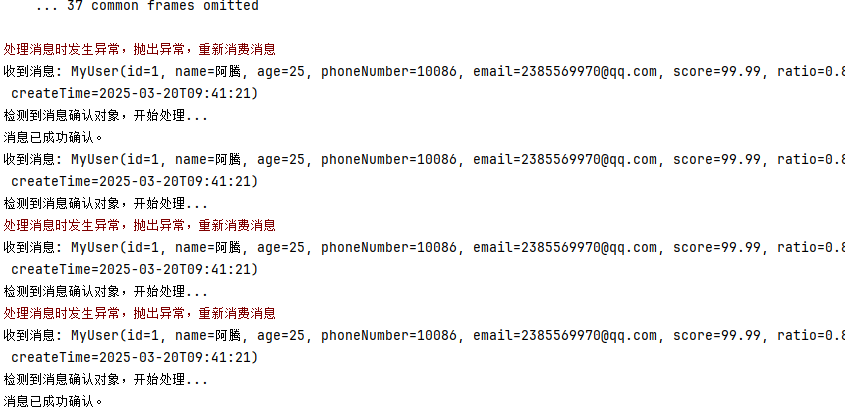 ... 37 common frames omitted
处理消息时发生异常，抛出异常，重新消费消息
收到消息: MyUser(id=1, name=阿腾, age=25, phoneNumber=10086, email=2385569970@qq.com, score=99.99, ratio=0.8
createTime=2025-03-20T09:41:21)
检测到消息确认对象，开始处理...
消息已成功确认。
收到消息: MyUser(id=1, name=阿腾, age=25, phoneNumber=10086, email=2385569970@qq.com, score=99.99, ratio=0.8
createTime=2025-03-20T09:41:21)
检测到消息确认对象，开始处理...
处理消息时发生异常，抛出异常，重新消费消息
收到消息: MyUser(id=1, name=阿腾, age=25, phoneNumber=10086, email=2385569970@qq.com, score=99.99, ratio=0.8
createTime=2025-03-20T09:41:21)
检测到消息确认对象，开始处理...
处理消息时发生异常，抛出异常，重新消费消息
收到消息: MyUser(id=1, name=阿腾, age=25, phoneNumber=10086, email=2385569970@qq.com, score=99.99, ratio=0.8
createTime=2025-03-20T09:41:21)
检测到消息确认对象，开始处理...
消息已成功确认。